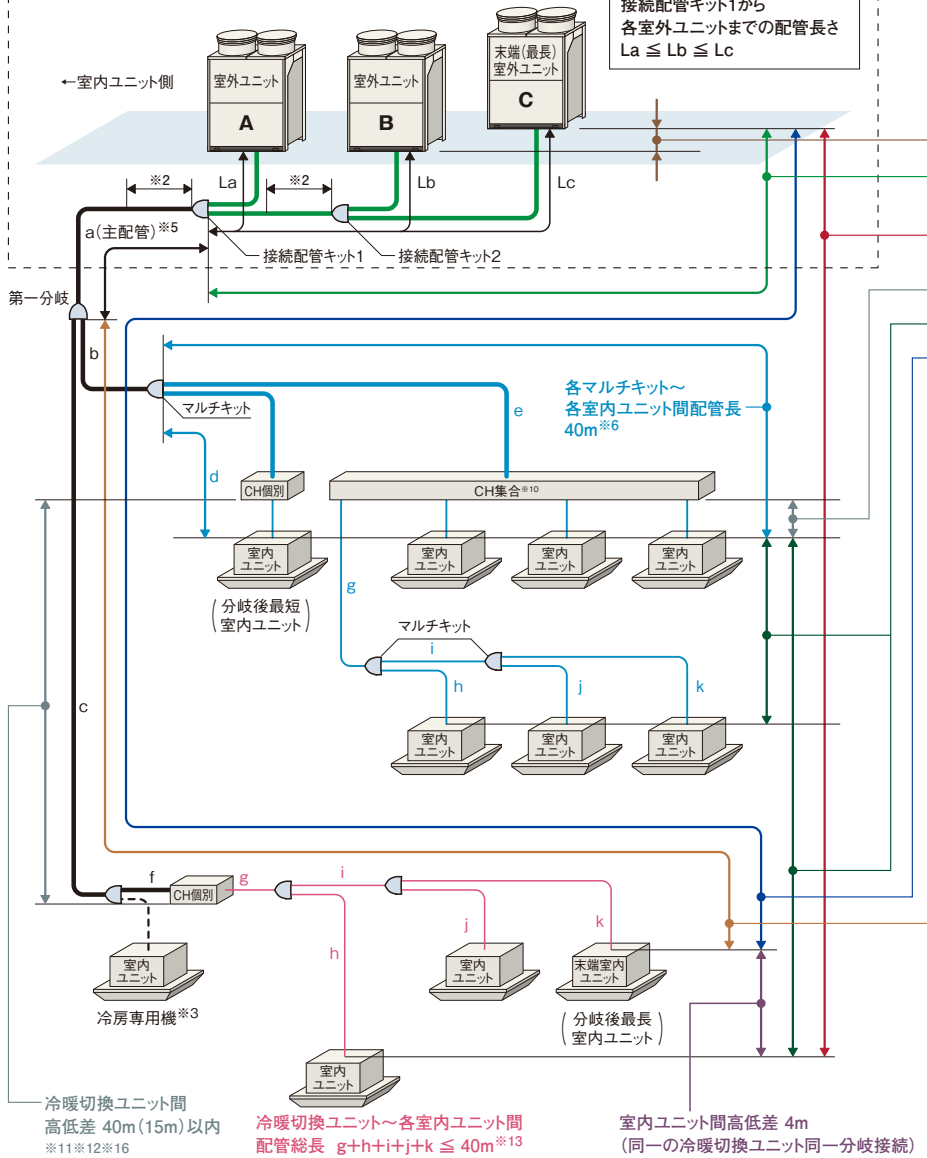 接続配管キット1から
各室外ユニットまでの配管長さ
La ≦ Lb ≦ Lc
←室内ユニット側
室外ユニット
A
室外ユニット
B
末端(最長)
室外ユニット
C
※2
La
※2
Lb
Lc
a(主配管)※5
接続配管キット1
接続配管キット2
第一分岐
b
マルチキット
e
各マルチキット〜
各室内ユニット間配管長
40m※6
d
CH個別
CH集合※10
室内
ユニット
室内
ユニット
室内
ユニット
室内
ユニット
(分岐後最短
室内ユニット)
g
マルチキット
i
h
j
k
c
室内
ユニット
室内
ユニット
室内
ユニット
f
CH個別
g
i
h
j
k
室内
ユニット
冷房専用機※3
室内
ユニット
末端室内
ユニット
(分岐後最長
室内ユニット)
室内
ユニット
冷暖切換ユニット間
高低差 40m(15m)以内
※11※12※16
冷暖切換ユニット〜各室内ユニット間
配管総長 g+h+i+j+k ≦ 40m※13
室内ユニット間高低差 4m
(同一の冷暖切換ユニット同一分岐接続)